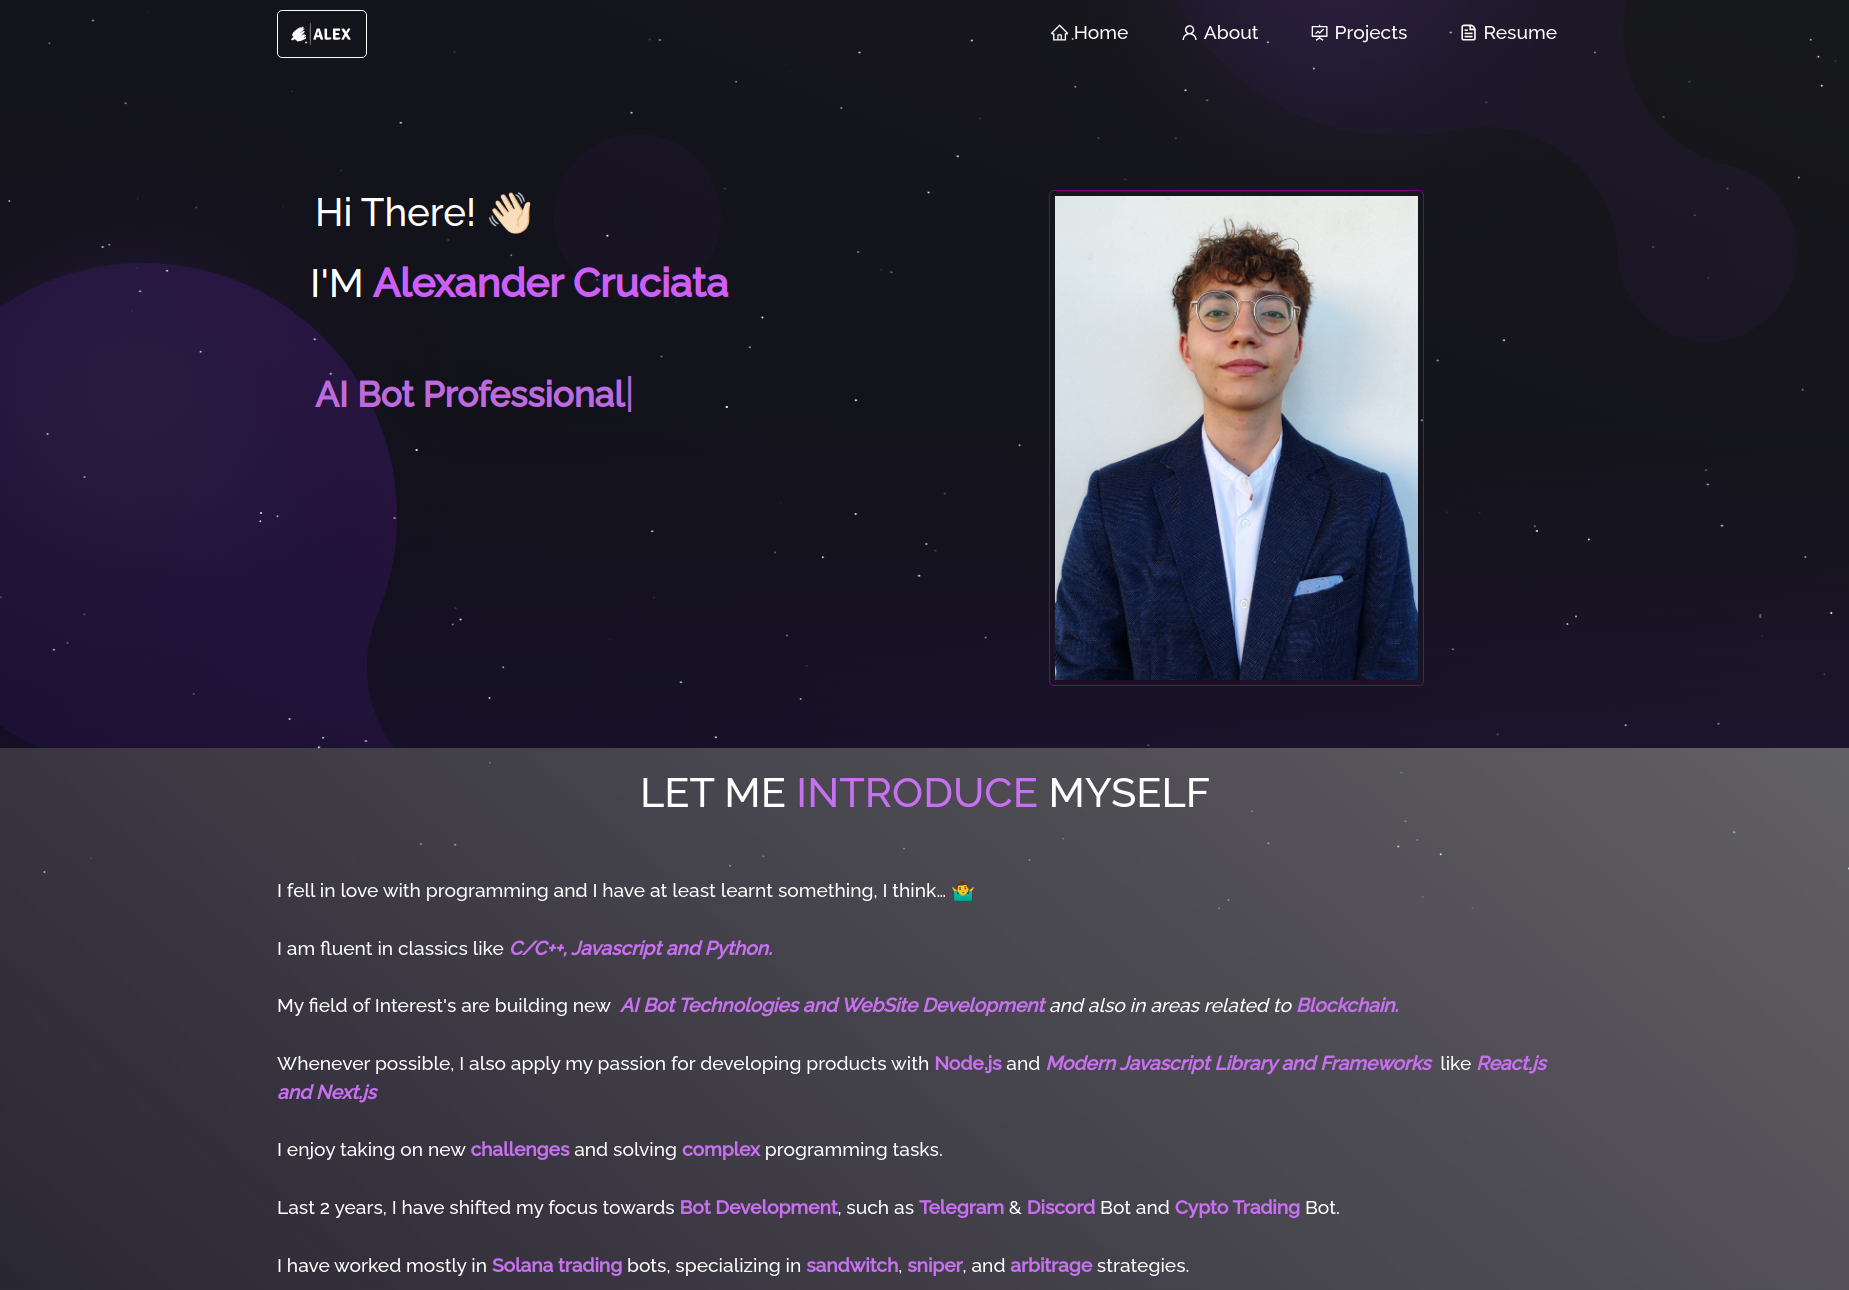 ALEX
Home About Projects Resume
Hi There! 👋🏻
I'M Alexander Cruciata
AI Bot Professional|
LET ME INTRODUCE MYSELF
I fell in love with programming and I have at least learnt something, I think… 🤷‍♂️
I am fluent in classics like C/C++, Javascript and Python.
My field of Interest's are building new AI Bot Technologies and WebSite Development and also in areas related to Blockchain.
Whenever possible, I also apply my passion for developing products with Node.js and Modern Javascript Library and Frameworks like React.js
and Next.js
I enjoy taking on new challenges and solving complex programming tasks.
Last 2 years, I have shifted my focus towards Bot Development, such as Telegram & Discord Bot and Cypto Trading Bot.
I have worked mostly in Solana trading bots, specializing in sandwitch, sniper, and arbitrage strategies.